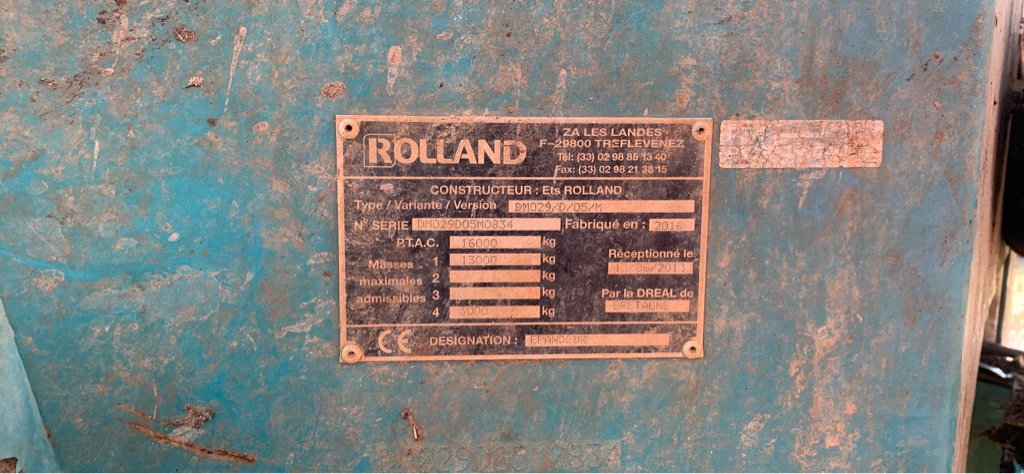 ROLLAND
ZA LES LANDES
F-29800 TREFLEVENEZ
Tél: (33) 02 98 85 13 40
Fax: (33) 02 98 21 38 15
CONSTRUCTEUR : Ets ROLLAND
Type / Variante / Version DM029/D/05/M
N° SERIE DM029D05M0834 Fabriqué en : 2016
P.T.A.C. 16000 kg
Masses maximales admissibles
1 13000 kg
2 kg
3 kg
4 3000 kg
Réceptionné le
13/06/2013
Par la DREAL de
BRETAGNE
CE DESIGNATION : EPANDEUR